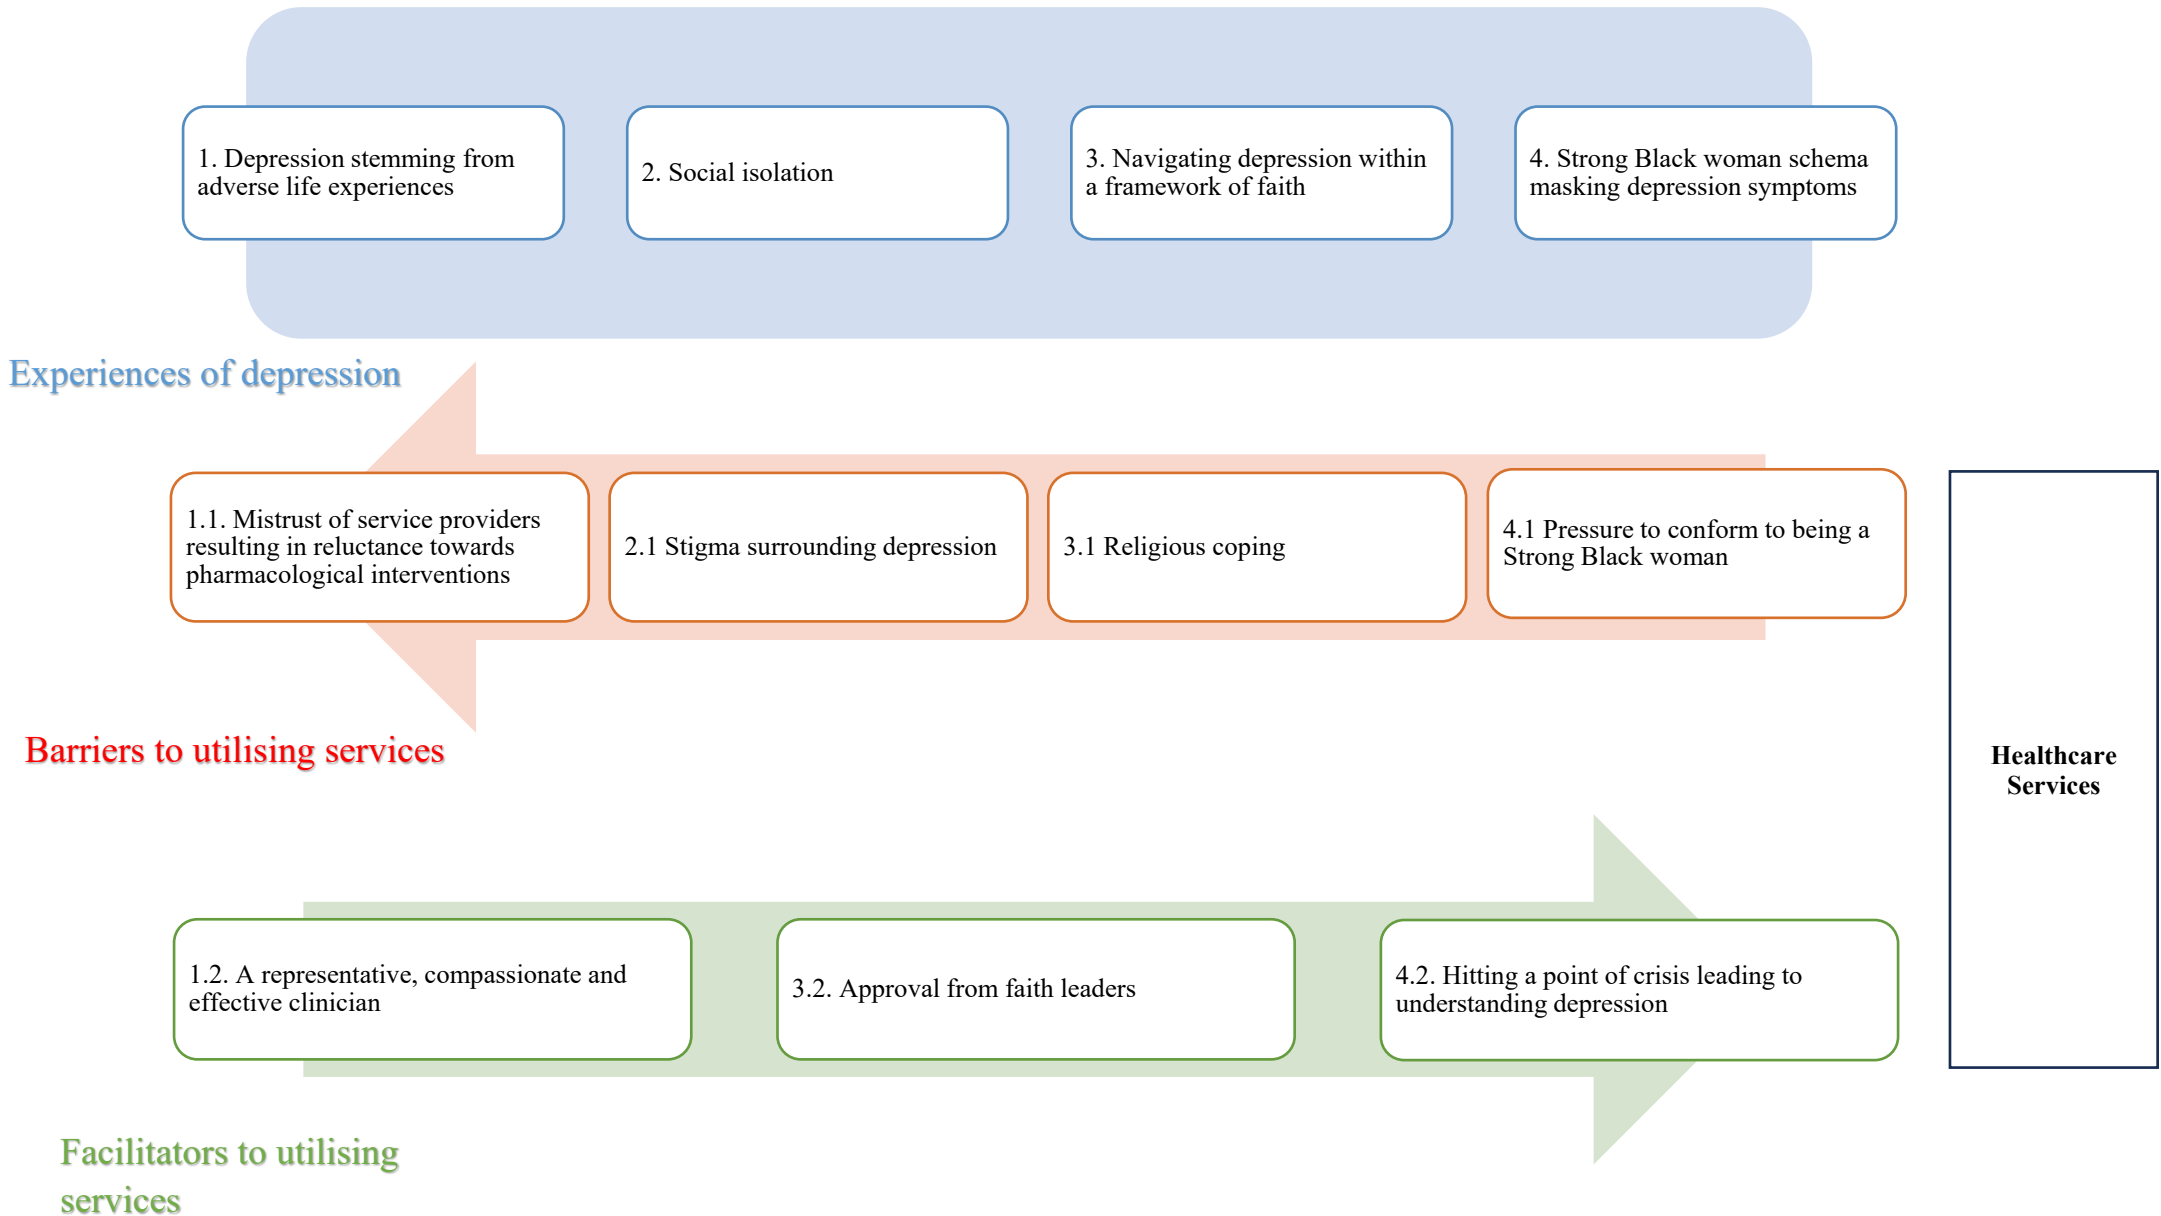 1. Depression stemming from
adverse life experiences
2. Social isolation
3. Navigating depression within
a framework of faith
4. Strong Black woman schema
masking depression symptoms
Experiences of depression
1.1. Mistrust of service providers
resulting in reluctance towards
pharmacological interventions
2.1 Stigma surrounding depression
3.1 Religious coping
4.1 Pressure to conform to being a
Strong Black woman
Barriers to utilising services
Healthcare
Services
1.2. A representative, compassionate and
effective clinician
3.2. Approval from faith leaders
4.2. Hitting a point of crisis leading to
understanding depression
Facilitators to utilising
services